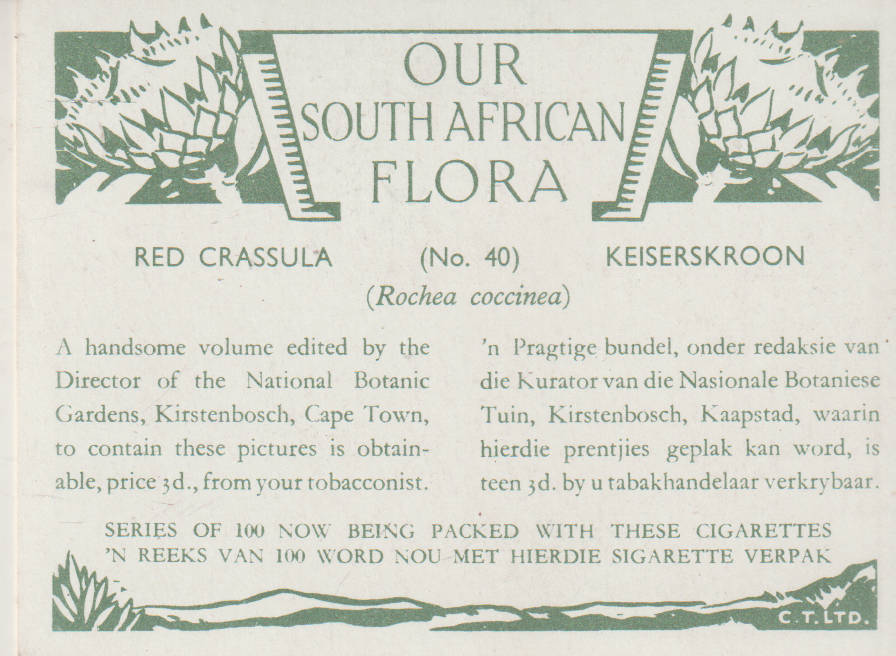 OUR
SOUTH AFRICAN
FLORA
RED CRASSULA (No. 40) KEISERSKROON
(Rochea coccinea)
A handsome volume edited by the
Director of the National Botanic
Gardens, Kirstenbosch, Cape Town,
to contain these pictures is obtain-
able, price 3d., from your tobacconist.
'n Pragtige bundel, onder redaksie van
die Kurator van die Nasionale Botaniese
Tuin, Kirstenbosch, Kaapstad, waarin
hierdie prentjies geplak kan word, is
teen 3d. by u tabakhandelaar verkrybaar.
SERIES OF 100 NOW BEING PACKED WITH THESE CIGARETTES
'N REEKS VAN 100 WORD NOU MET HIERDIE SIGARETTE VERPAK
C.T. LTD.